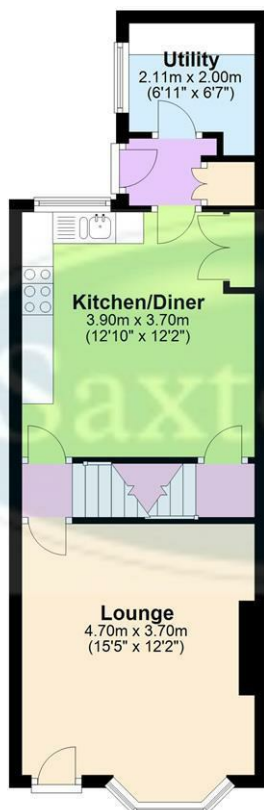 Utility
2.11m x 2.00m
(6'11" x 6'7")
Kitchen/Diner
3.90m x 3.70m
(12'10" x 12'2")
Lounge
4.70m x 3.70m
(15'5" x 12'2")